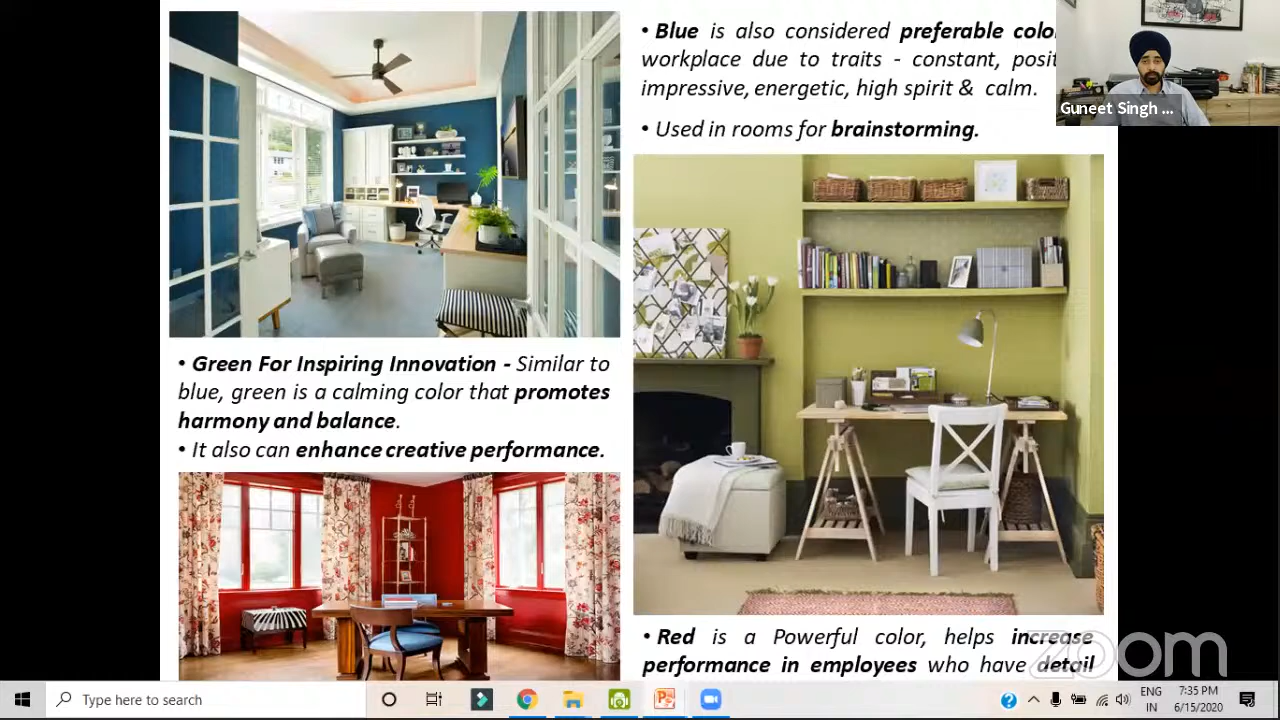 • Blue is also considered preferable
workplace due to traits - constant,
impressive, energetic, high spirit & calm.
• Used in rooms for brainstorming.
Guneet Singh ...
• Green For Inspiring Innovation - Similar to
blue, green is a calming color that promotes
harmony and balance.
• It also can enhance creative performance.
• Red is a Powerful color, helps increase
performance in employees who have detail
zoom
Type here to search
ENG
IN
7:35 PM
6/15/2020